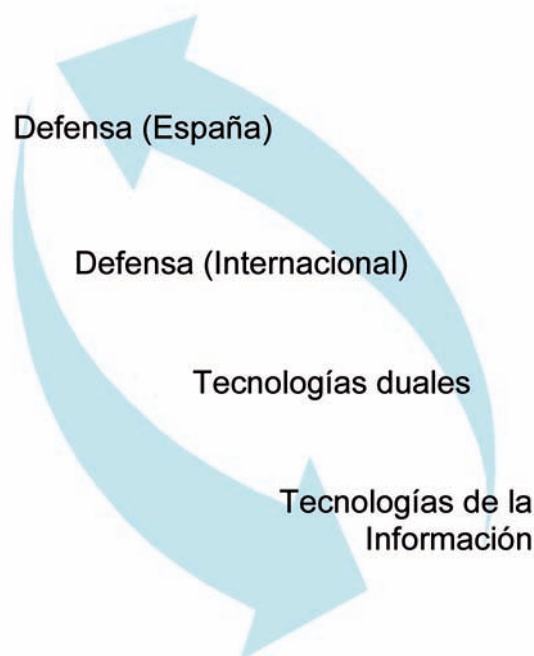 Defensa (España)
Defensa (Internacional)
Tecnologías duales
Tecnologías de la
Información